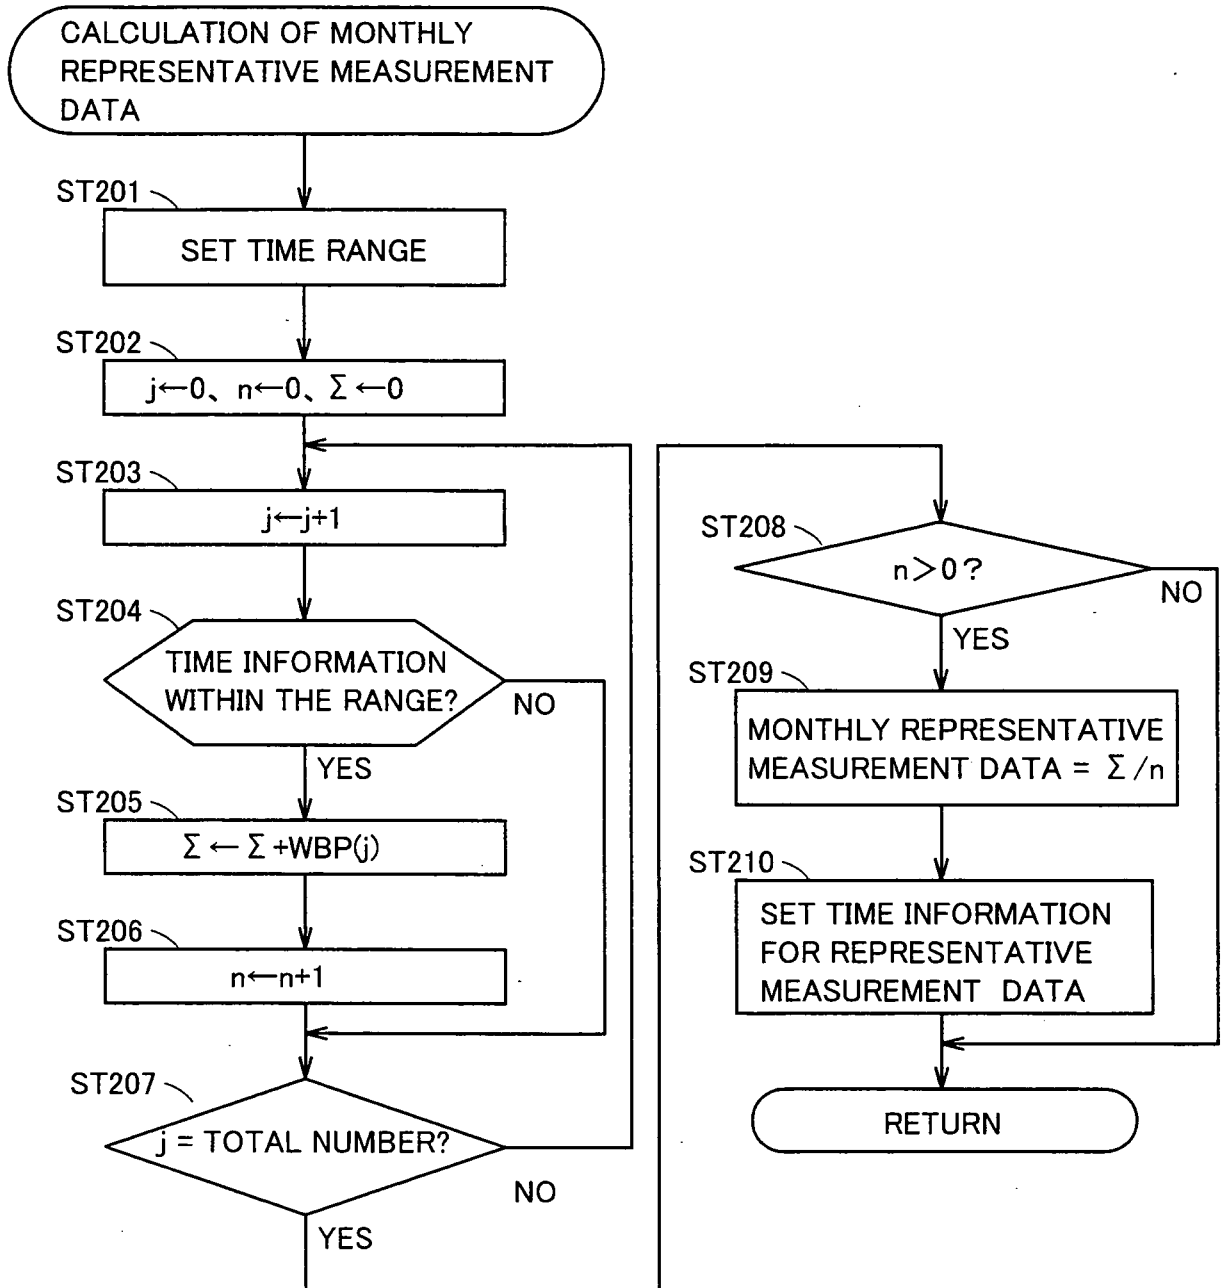 CALCULATION OF MONTHLY
REPRESENTATIVE MEASUREMENT
DATA
ST201
SET TIME RANGE
ST202
j←0、n←0、Σ←0
ST203
j←j+1
ST204
TIME INFORMATION
WITHIN THE RANGE?
NO
YES
ST205
Σ←Σ+WBP(j)
ST206
n←n+1
ST207
j = TOTAL NUMBER?
NO
YES
ST208
n>0?
NO
YES
ST209
MONTHLY REPRESENTATIVE
MEASUREMENT DATA = Σ/n
ST210
SET TIME INFORMATION
FOR REPRESENTATIVE
MEASUREMENT DATA
RETURN